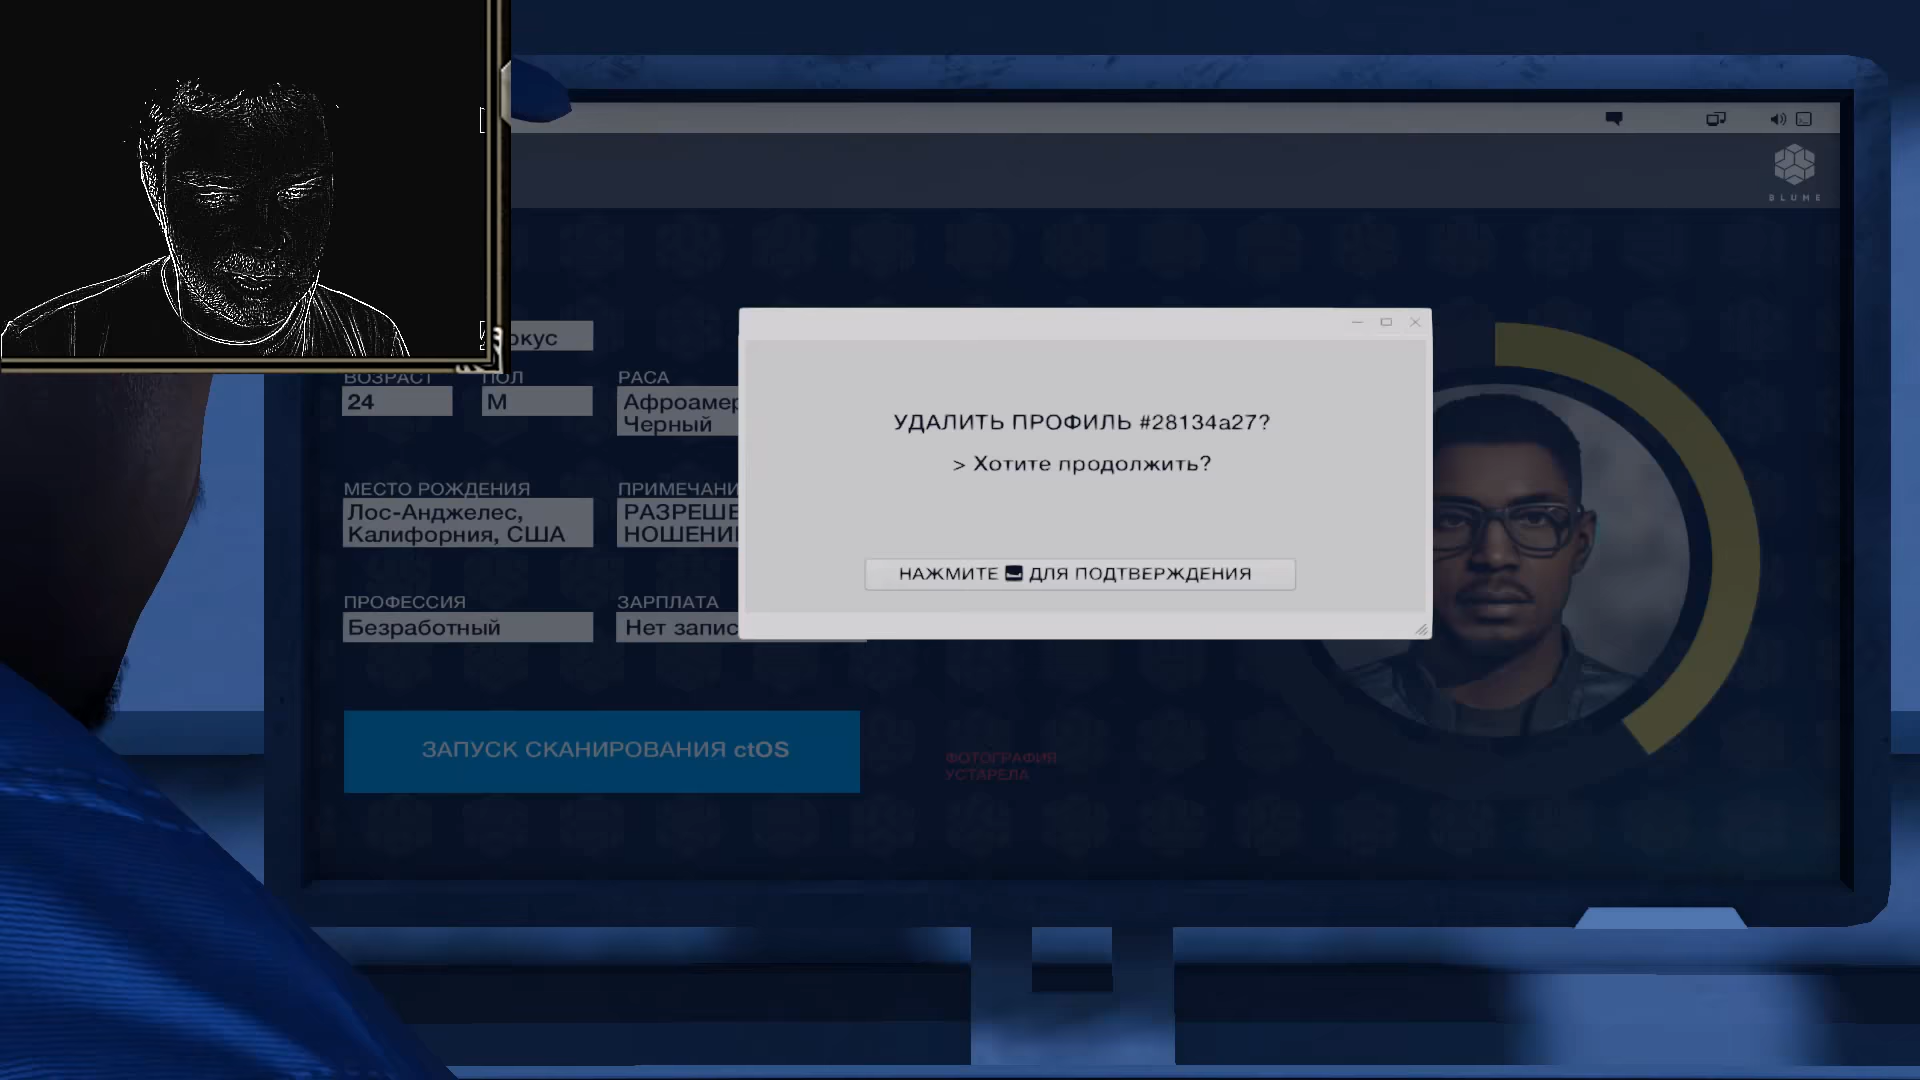 BLUME
окус
ВОЗРАСТ
ПОЛ
РАСА
24
М
Афроамер
Черный
МЕСТО РОЖДЕНИЯ
ПРИМЕЧАНИ
Лос-Анджелес,
Калифорния, США
РАЗРЕШЕ
НОШЕНИ
ПРОФЕССИЯ
ЗАРПЛАТА
Безработный
Нет запис
УДАЛИТЬ ПРОФИЛЬ #28134a27?
> Хотите продолжить?
НАЖМИТЕ ДЛЯ ПОДТВЕРЖДЕНИЯ
ЗАПУСК СКАНИРОВАНИЯ ctOS
ФОТОГРАФИЯ
УСТАРЕЛА